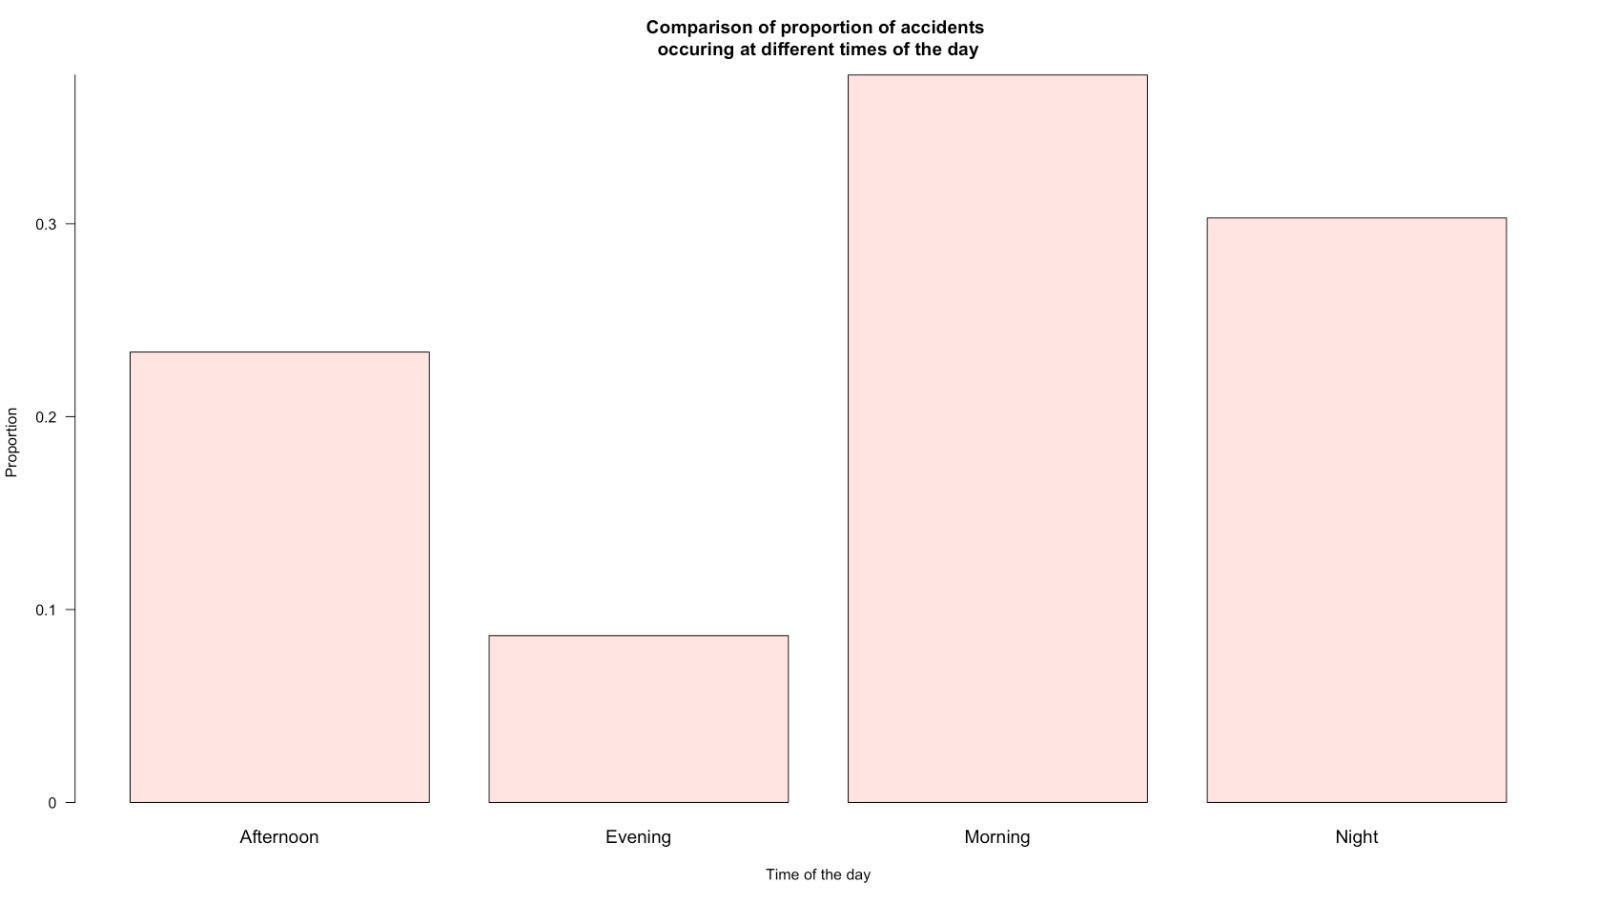 Comparison of proportion of accidents
occuring at different times of the day
Proportion
0.3
0.2
0.1
0
Afternoon
Evening
Morning
Night
Time of the day